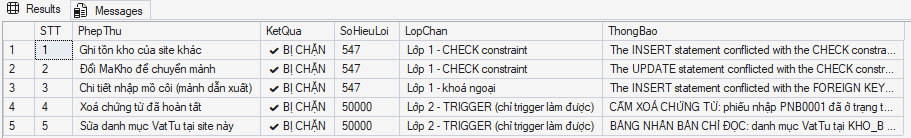 Results Messages
STT PhepThu KetQua SoHieuLoi LopChan ThongBao
1 1 Ghi tồn kho của site khác ✔ BỊ CHẶN 547 Lớp 1 - CHECK constraint The INSERT statement conflicted with the CHECK constra...
2 2 Đổi MaKho để chuyển mảnh ✔ BỊ CHẶN 547 Lớp 1 - CHECK constraint The UPDATE statement conflicted with the CHECK cons...
3 3 Chi tiết nhập mồ côi (mảnh dẫn xuất) ✔ BỊ CHẶN 547 Lớp 1 - khoá ngoại The INSERT statement conflicted with the FOREIGN KEY...
4 4 Xoá chứng từ đã hoàn tất ✔ BỊ CHẶN 50000 Lớp 2 - TRIGGER (chỉ trigger làm được) CẤM XOÁ CHỨNG TỪ: phiếu nhập PNB0001 đã ở trạng t...
5 5 Sửa danh mục VatTu tại site này ✔ BỊ CHẶN 50000 Lớp 2 - TRIGGER (chỉ trigger làm được) BẢNG NHÂN BẢN CHỈ ĐỌC: danh mục VatTu tại KHO_B ...